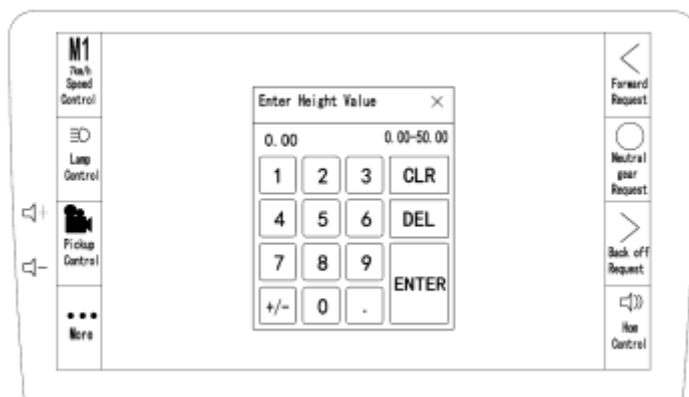 M1
7km/h
Speed
Control
Lamp
Control
Pickup
Control
More
Enter Height Value ×
0.00 0.00-50.00
1 2 3 CLR
4 5 6 DEL
7 8 9
ENTER
+/- 0 .
Forward
Request
Neutral
gear
Request
Back off
Request
Hom
Control